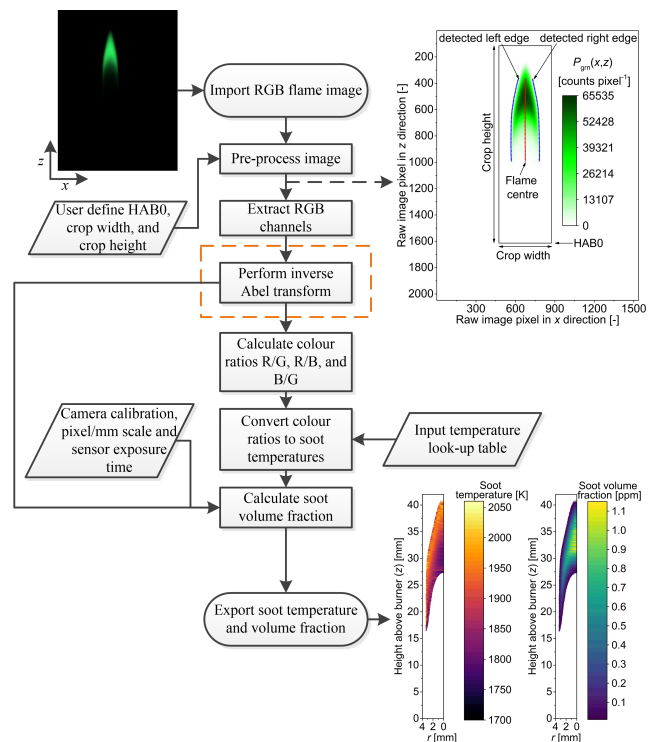 z
x
Import RGB flame image
Pre-process image
User define HAB0,
crop width, and
crop height
Extract RGB
channels
Perform inverse
Abel transform
Calculate colour
ratios R/G, R/B, and
B/G
Camera calibration,
pixel/mm scale and
sensor exposure
time
Convert colour
ratios to soot
temperatures
Input temperature
look-up table
Calculate soot
volume fraction
Export soot temperature
and volume fraction
detected left edge
detected right edge
Raw image pixel in z direction [-]
0
200
400
600
800
1000
1200
1400
1600
1800
2000
Crop height
Flame
centre
HAB0
Crop width
300 600 900 1200 1500
Raw image pixel in x direction [-]
Pgm(x,z)
[counts pixel⁻¹]
65535
52428
39321
26214
13107
0
Soot
temperature [K]
Height above burner (z) [mm]
40
35
30
25
20
15
10
5
0
4 2 0
r [mm]
2050
2000
1950
1900
1850
1800
1750
1700
Soot volume
fraction [ppm]
Height above burner (z) [mm]
40
35
30
25
20
15
10
5
0
4 2 0
r [mm]
1.1
1.0
0.9
0.8
0.7
0.6
0.5
0.4
0.3
0.2
0.1